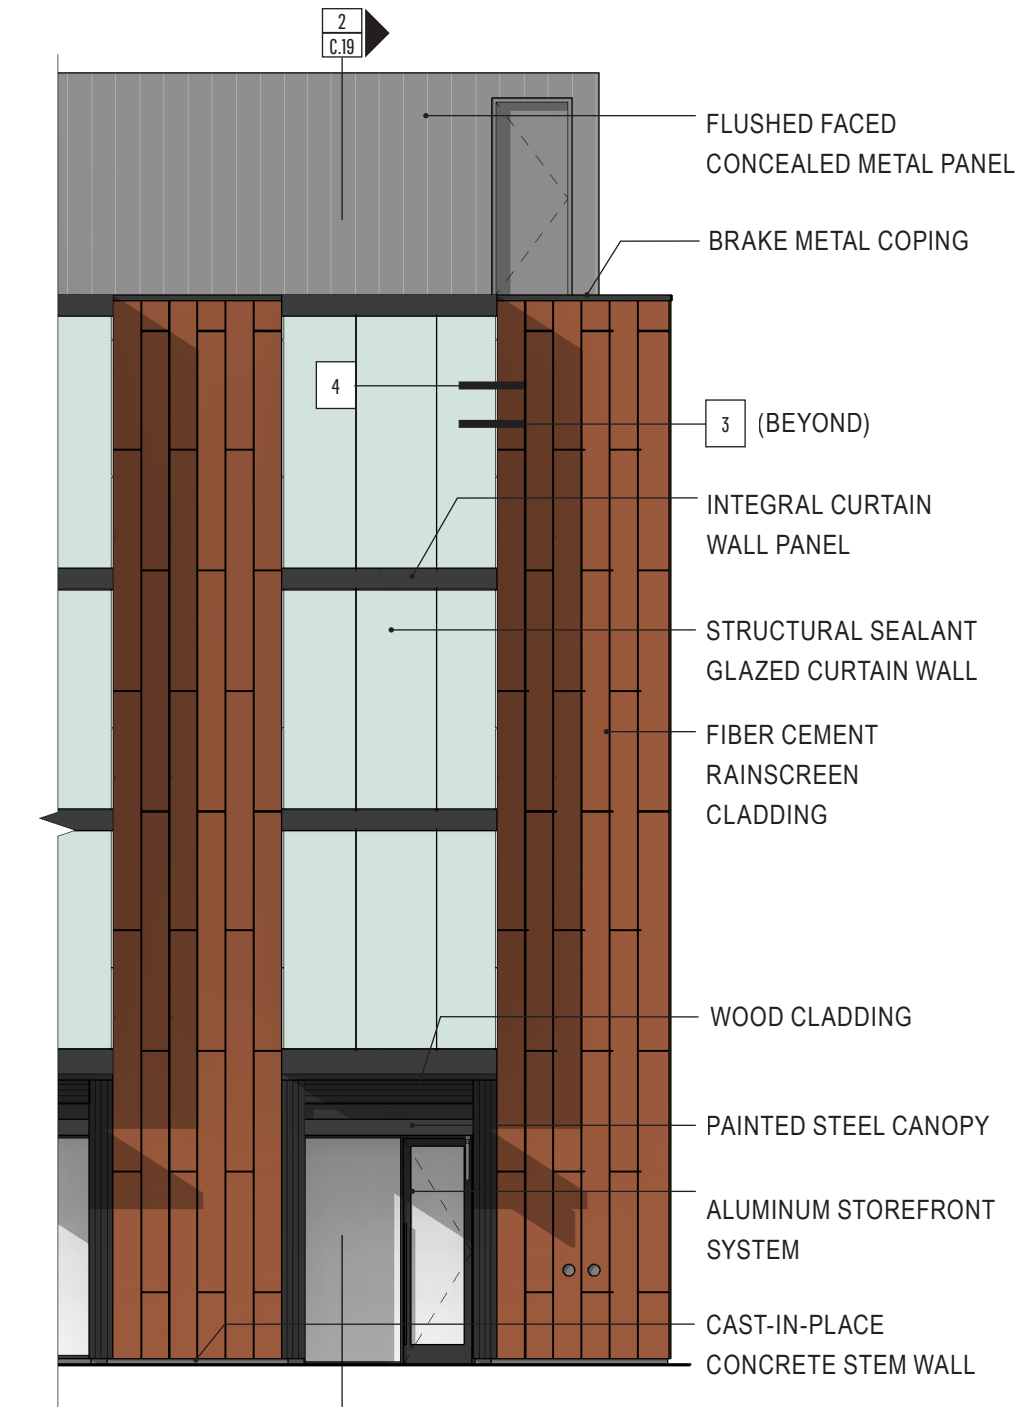 2
C.19
FLUSHED FACED
CONCEALED METAL PANEL
BRAKE METAL COPING
4
3 (BEYOND)
INTEGRAL CURTAIN
WALL PANEL
STRUCTURAL SEALANT
GLAZED CURTAIN WALL
FIBER CEMENT
RAINSCREEN
CLADDING
WOOD CLADDING
PAINTED STEEL CANOPY
ALUMINUM STOREFRONT
SYSTEM
CAST-IN-PLACE
CONCRETE STEM WALL